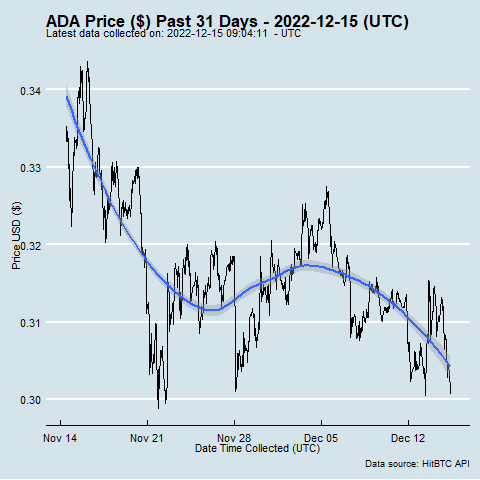 ADA Price ($) Past 31 Days - 2022-12-15 (UTC)
Latest data collected on: 2022-12-15 09:04:11  - UTC
Price USD ($)
0.34
0.33
0.32
0.31
0.30
Nov 14 Nov 21 Nov 28 Dec 05 Dec 12
Date Time Collected (UTC)
Data source: HitBTC API